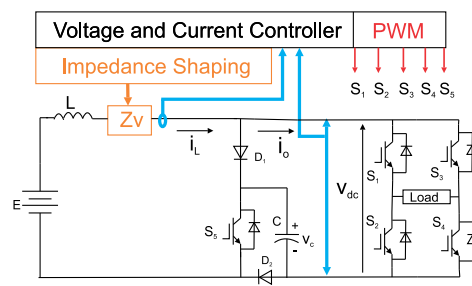 Voltage and Current Controller PWM
Impedance Shaping
S1 S2 S3 S4 S5
L
Zv
iL
io
D1
S1
S3
E
S5
C
+
-
vc
vdc
Load
S2
S4
D2